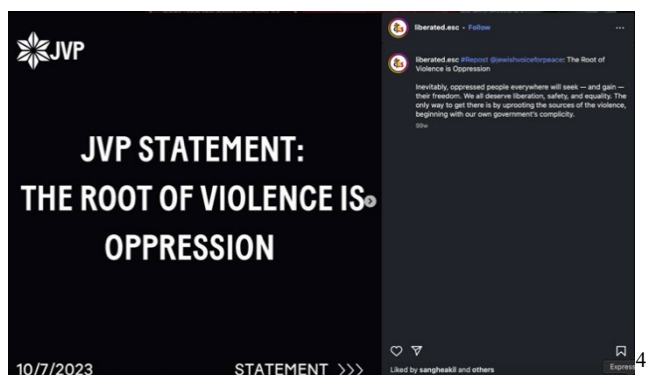 JVP
JVP STATEMENT:
THE ROOT OF VIOLENCE IS
OPPRESSION
10/7/2023
STATEMENT >>>
liberated.esc • Follow
liberated.esc #Repost @jewishvoiceforpeace: The Root of
Violence is Oppression
Inevitably, oppressed people everywhere will seek — and gain —
their freedom. We all deserve liberation, safety, and equality. The
only way to get there is by uprooting the sources of the violence,
beginning with our own government's complicity.
99w
Liked by sangheakil and others
Express
4